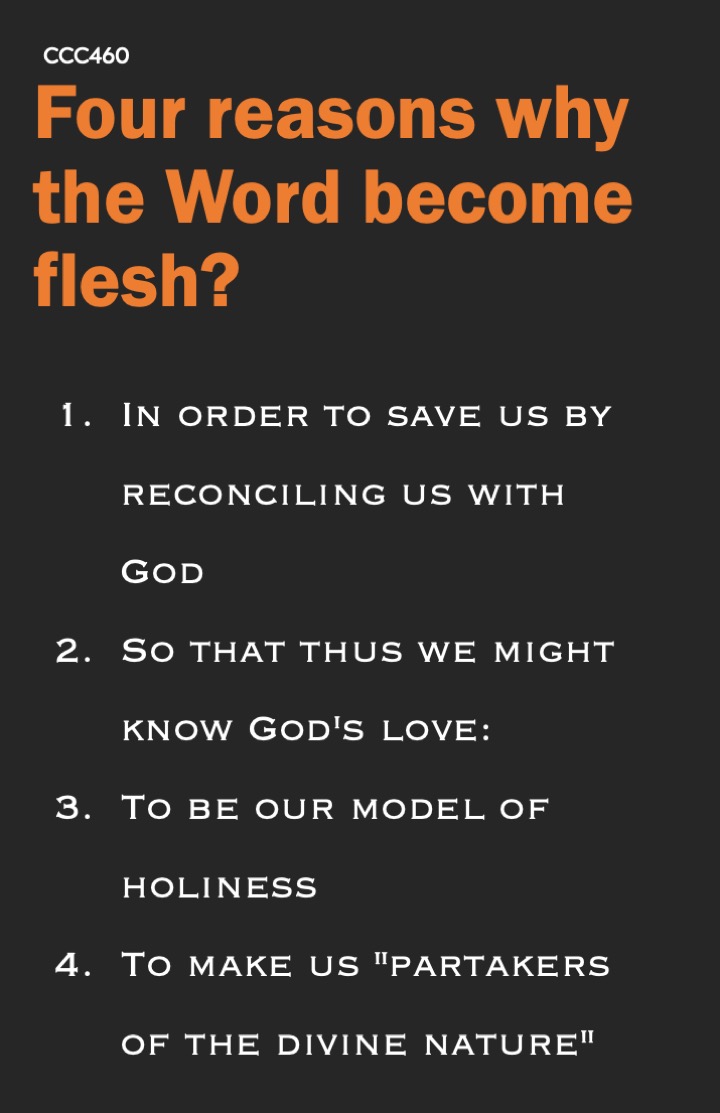 CCC460
Four reasons why
the Word become
flesh?
1. In order to save us by
reconciling us with
God
2. So that thus we might
know God's love:
3. To be our model of
holiness
4. To make us "partakers
of the divine nature"